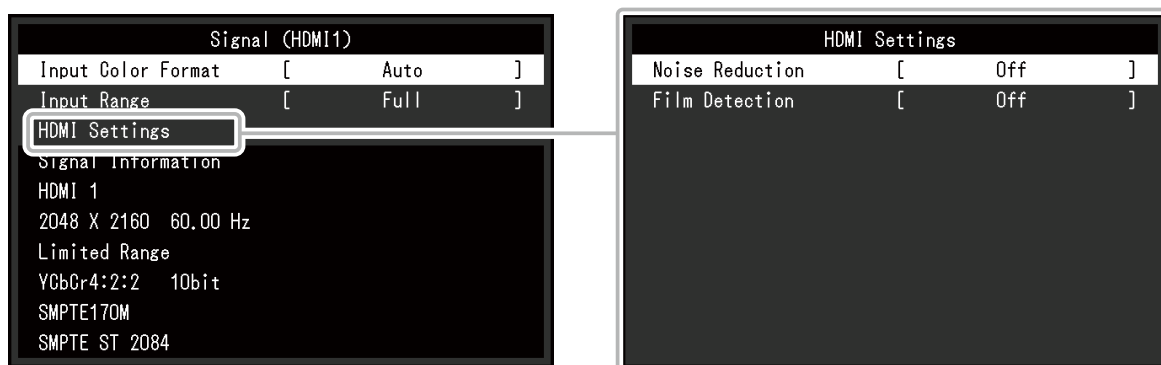 Signal (HDMI1)
Input Color Format [ Auto ]
Input Range [ Full ]
HDMI Settings
Signal Information
HDMI 1
2048 X 2160 60.00 Hz
Limited Range
YCbCr4:2:2 10bit
SMPTE170M
SMPTE ST 2084
HDMI Settings
Noise Reduction [ Off ]
Film Detection [ Off ]